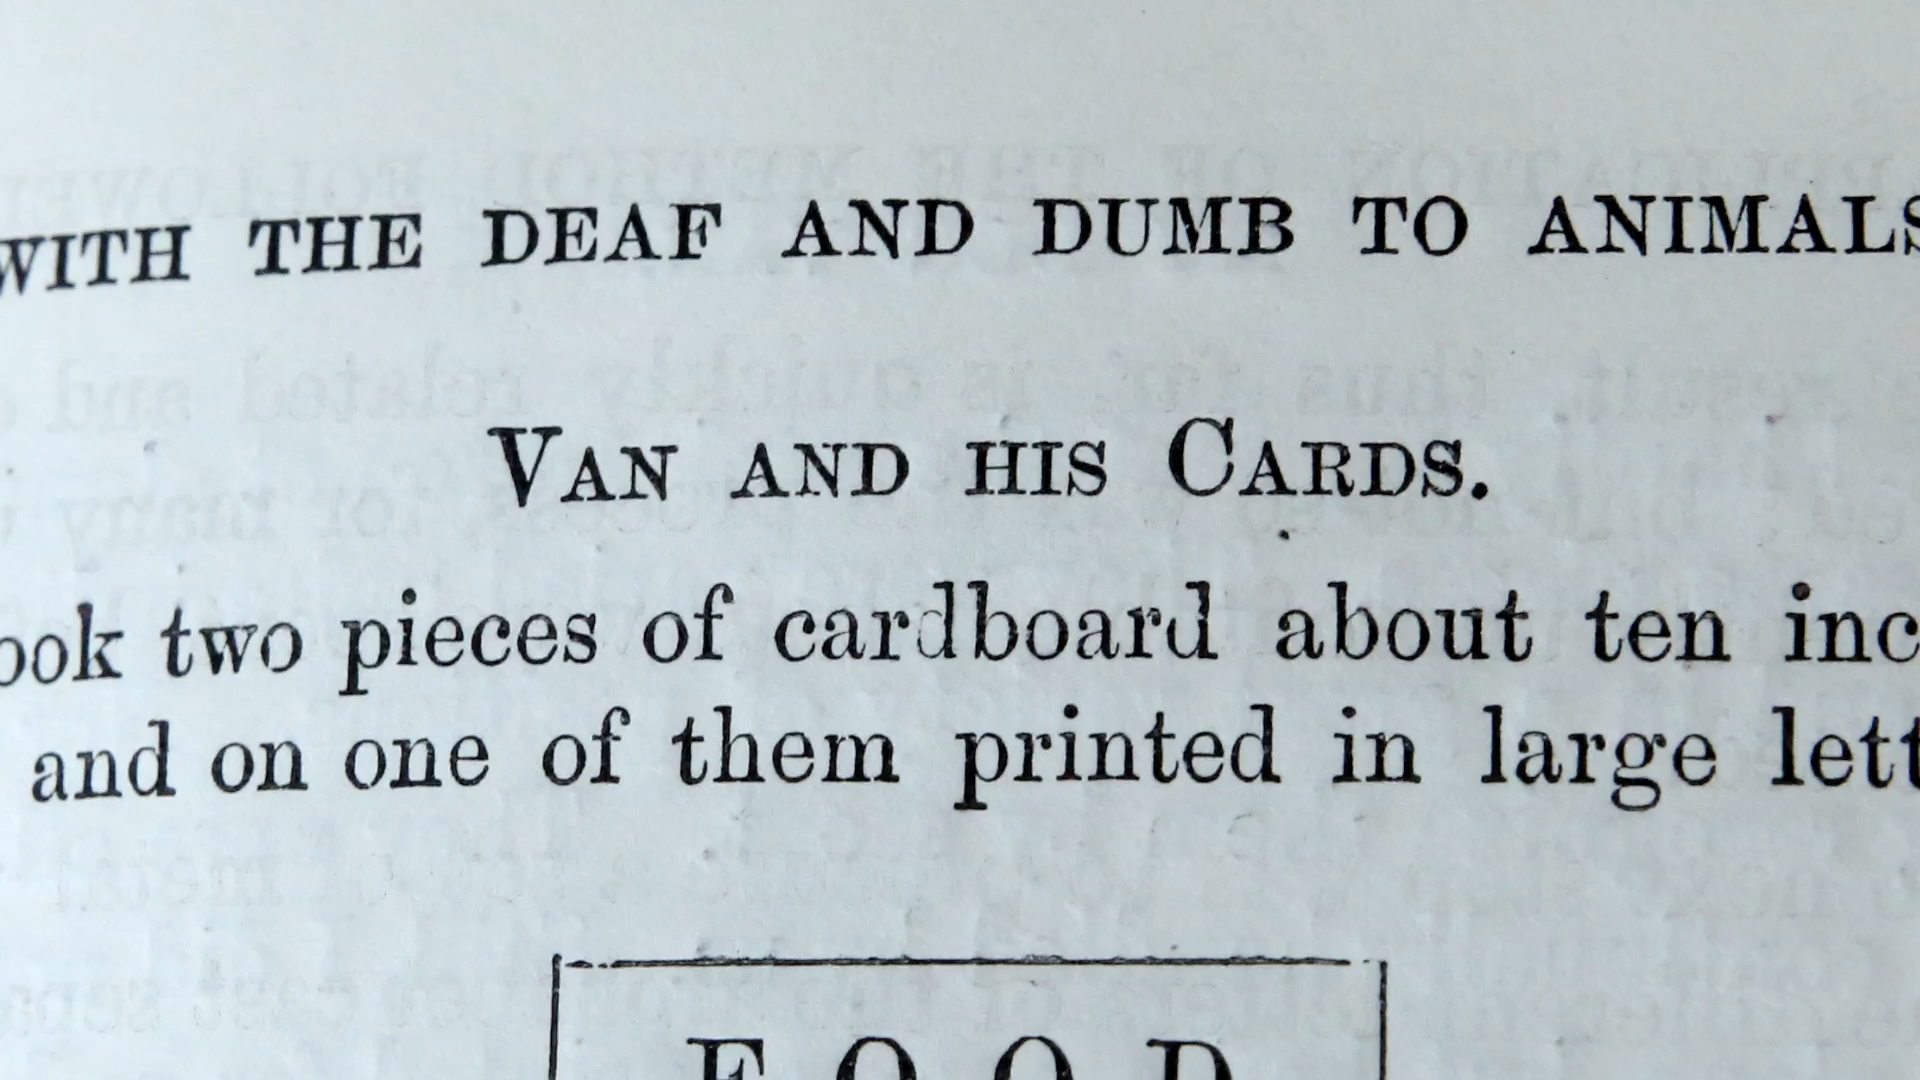 WITH THE DEAF AND DUMB TO ANIMALS
VAN AND HIS CARDS.
ook two pieces of cardboard about ten inc
and on one of them printed in large lett
FOOD